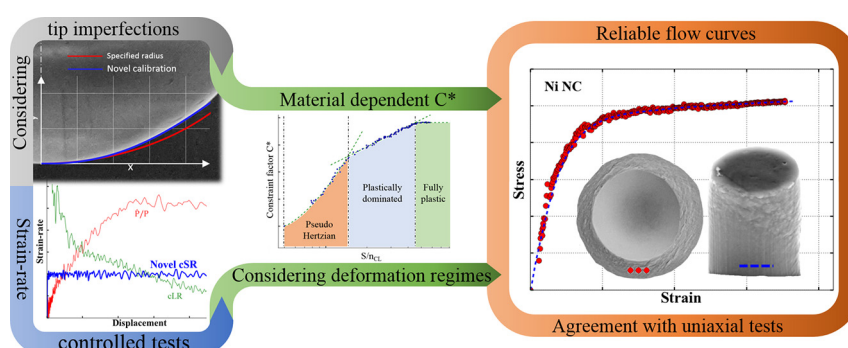 tip imperfections
Considering
Specified radius
Novel calibration
X
Strain-rate
Strain-rate
Ṗ/P
Novel cSR
cLR
Displacement
controlled tests
Material dependent C*
Constraint factor C*
Pseudo
Hertzian
Plastically
dominated
Fully
plastic
S/n_CL
Considering deformation regimes
Reliable flow curves
Ni NC
Stress
Strain
Agreement with uniaxial tests